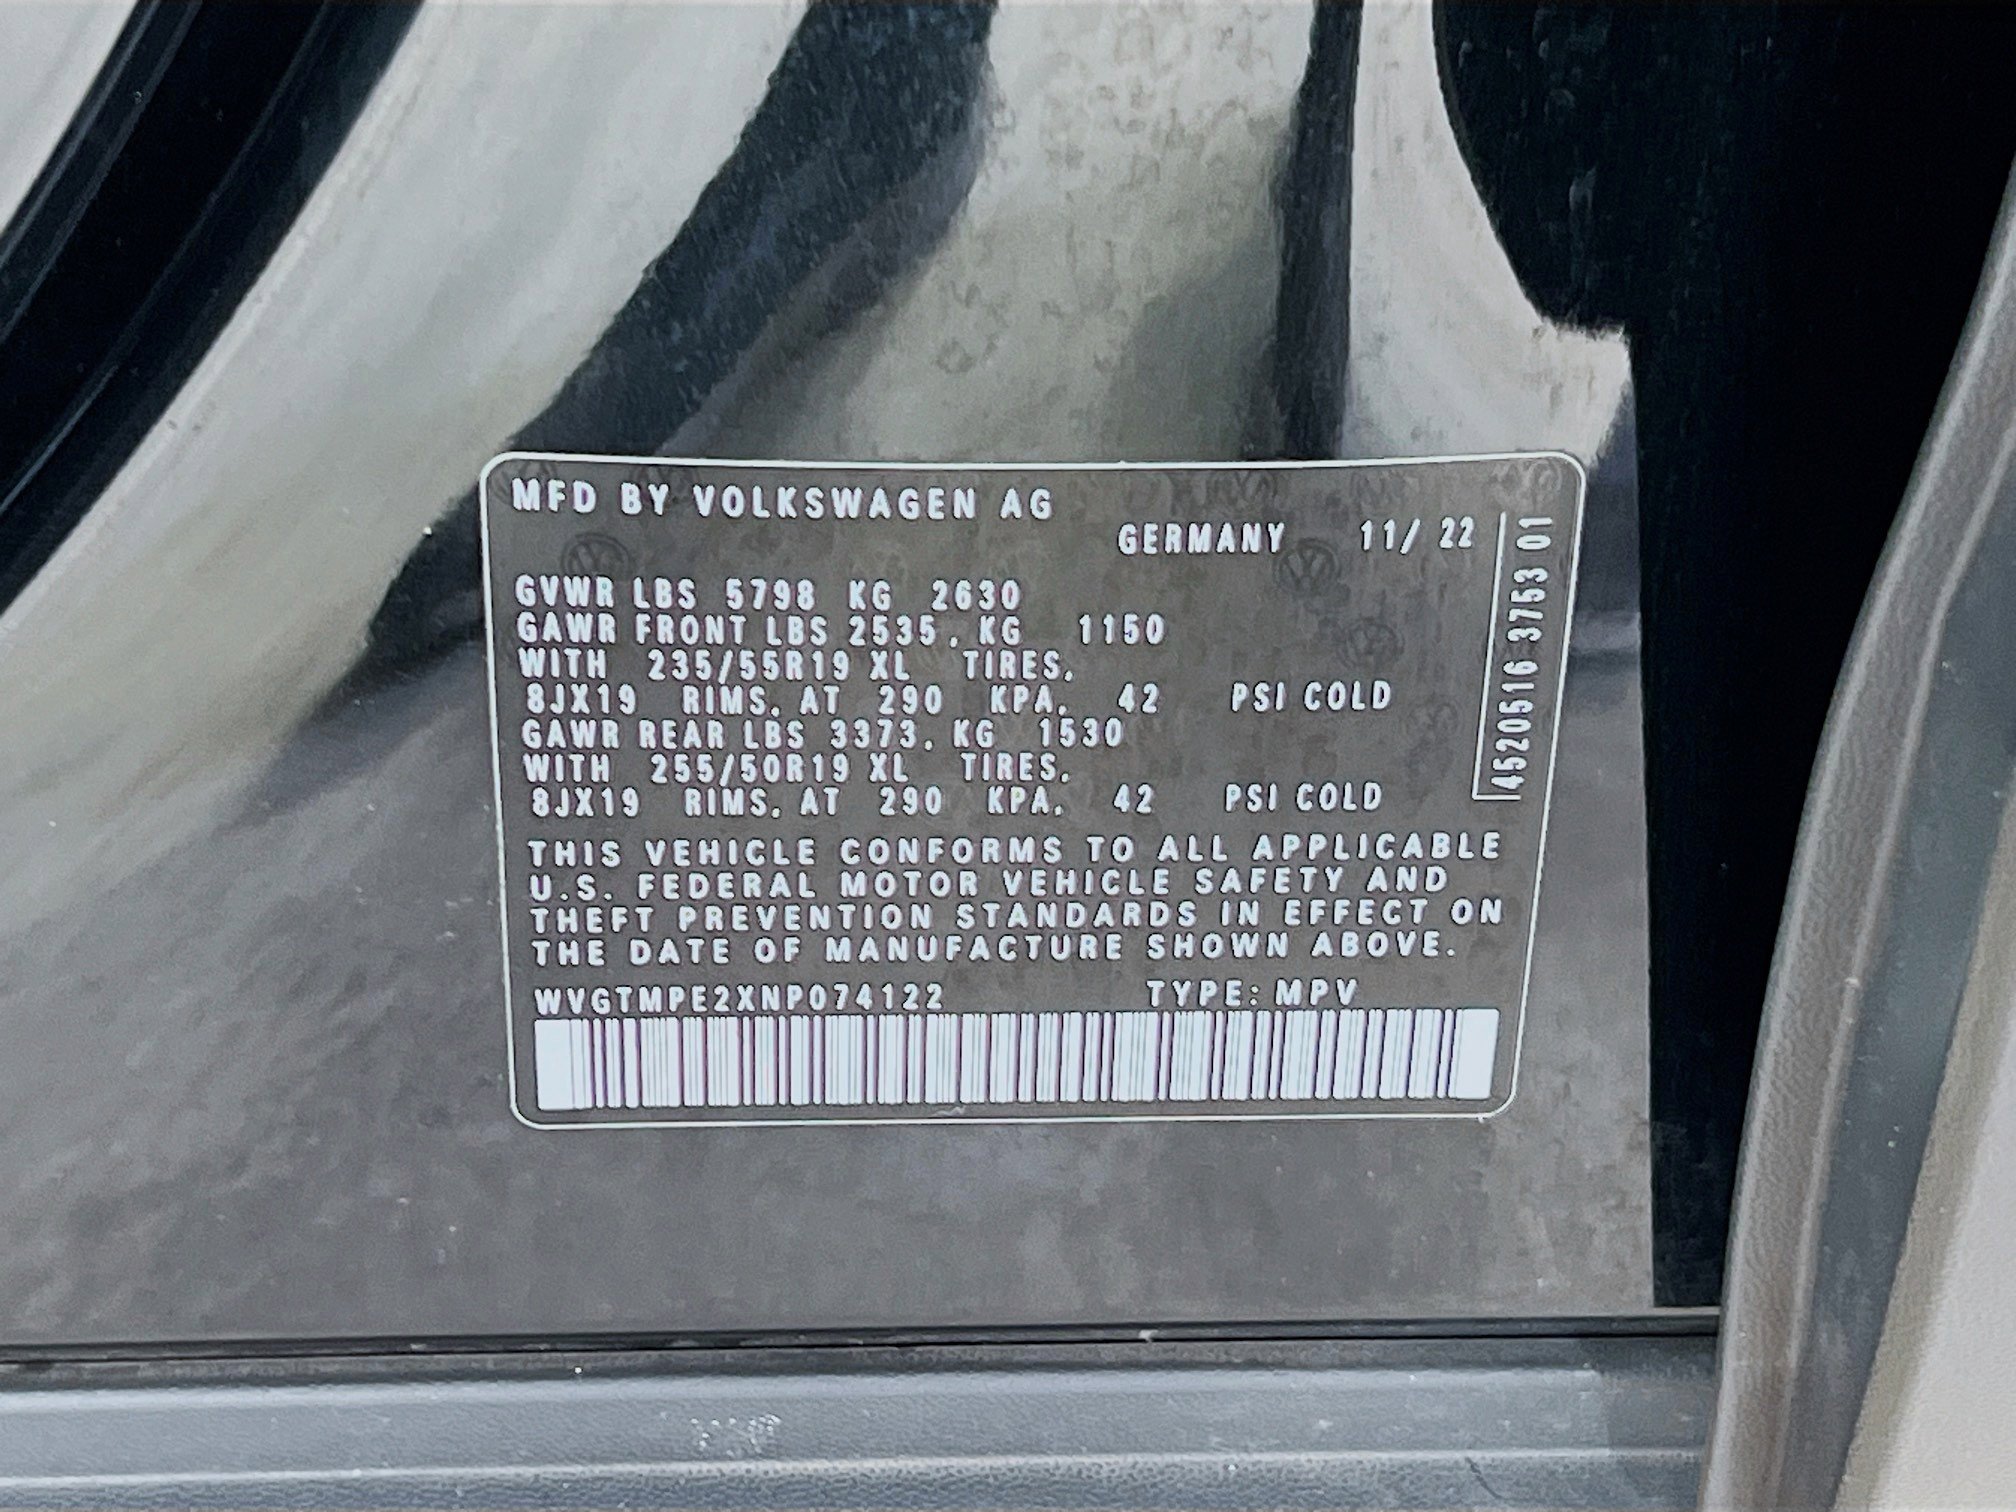 MFD BY VOLKSWAGEN AG
GERMANY 11/ 22
GVWR LBS 5798 KG 2630
GAWR FRONT LBS 2535. KG 1150
WITH 235/55R19 XL TIRES.
8JX19 RIMS. AT 290 KPA. 42 PSI COLD
GAWR REAR LBS 3373. KG 1530
WITH 255/50R19 XL TIRES.
8JX19 RIMS. AT 290 KPA. 42 PSI COLD
4520516 3753 01
THIS VEHICLE CONFORMS TO ALL APPLICABLE
U.S. FEDERAL MOTOR VEHICLE SAFETY AND
THEFT PREVENTION STANDARDS IN EFFECT ON
THE DATE OF MANUFACTURE SHOWN ABOVE.
WVGTMPE2XNP074122 TYPE: MPV